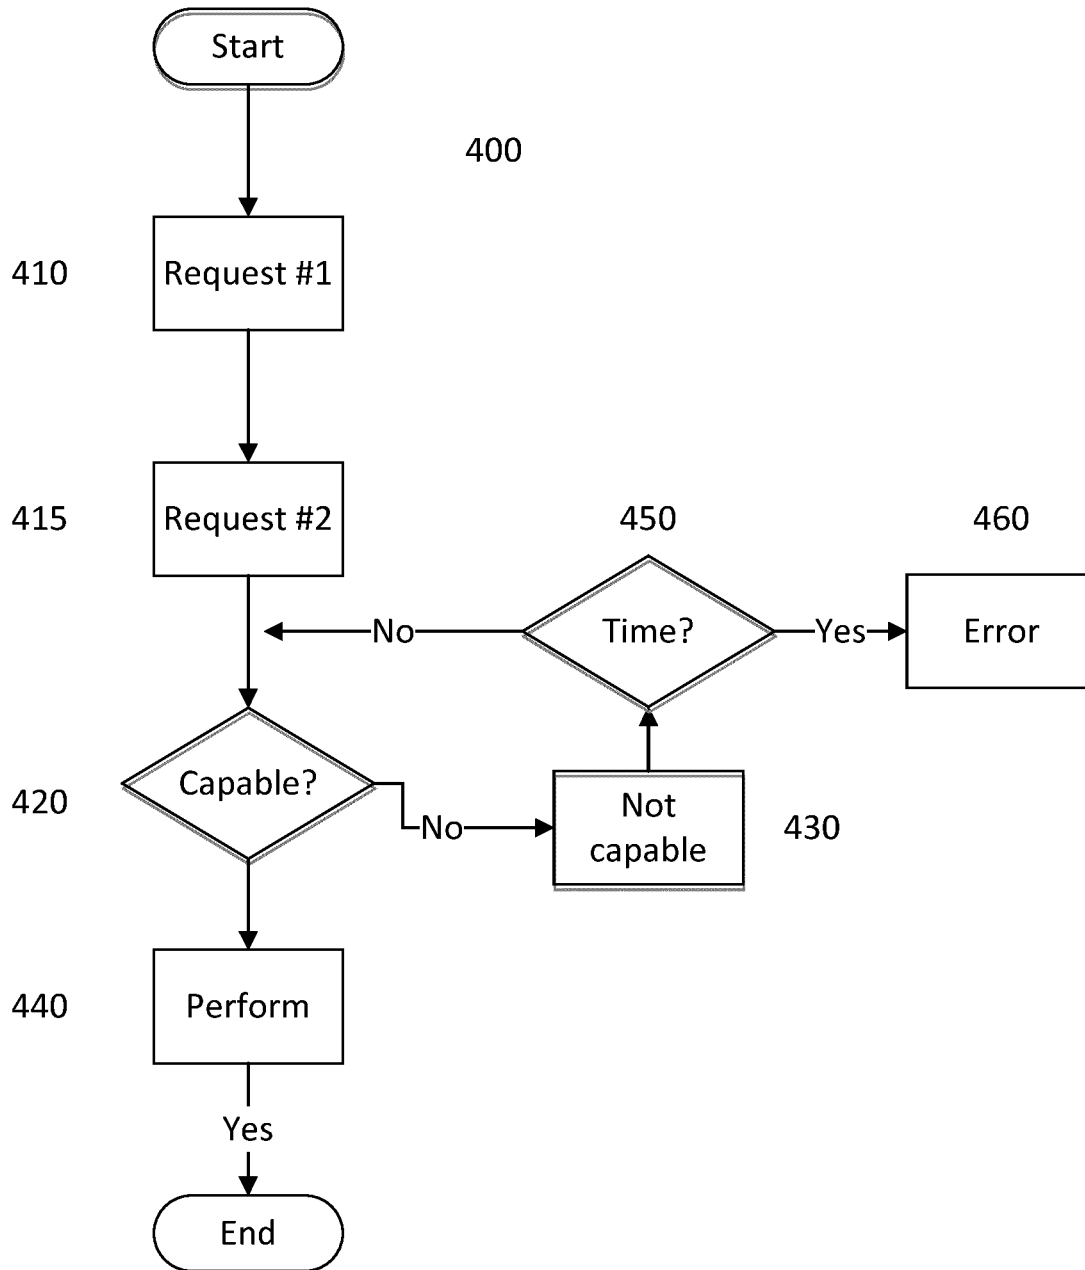 Start
400
410
Request #1
415
Request #2
450
460
No
Time?
Yes
Error
Capable?
420
No
Not
capable
430
440
Perform
Yes
End